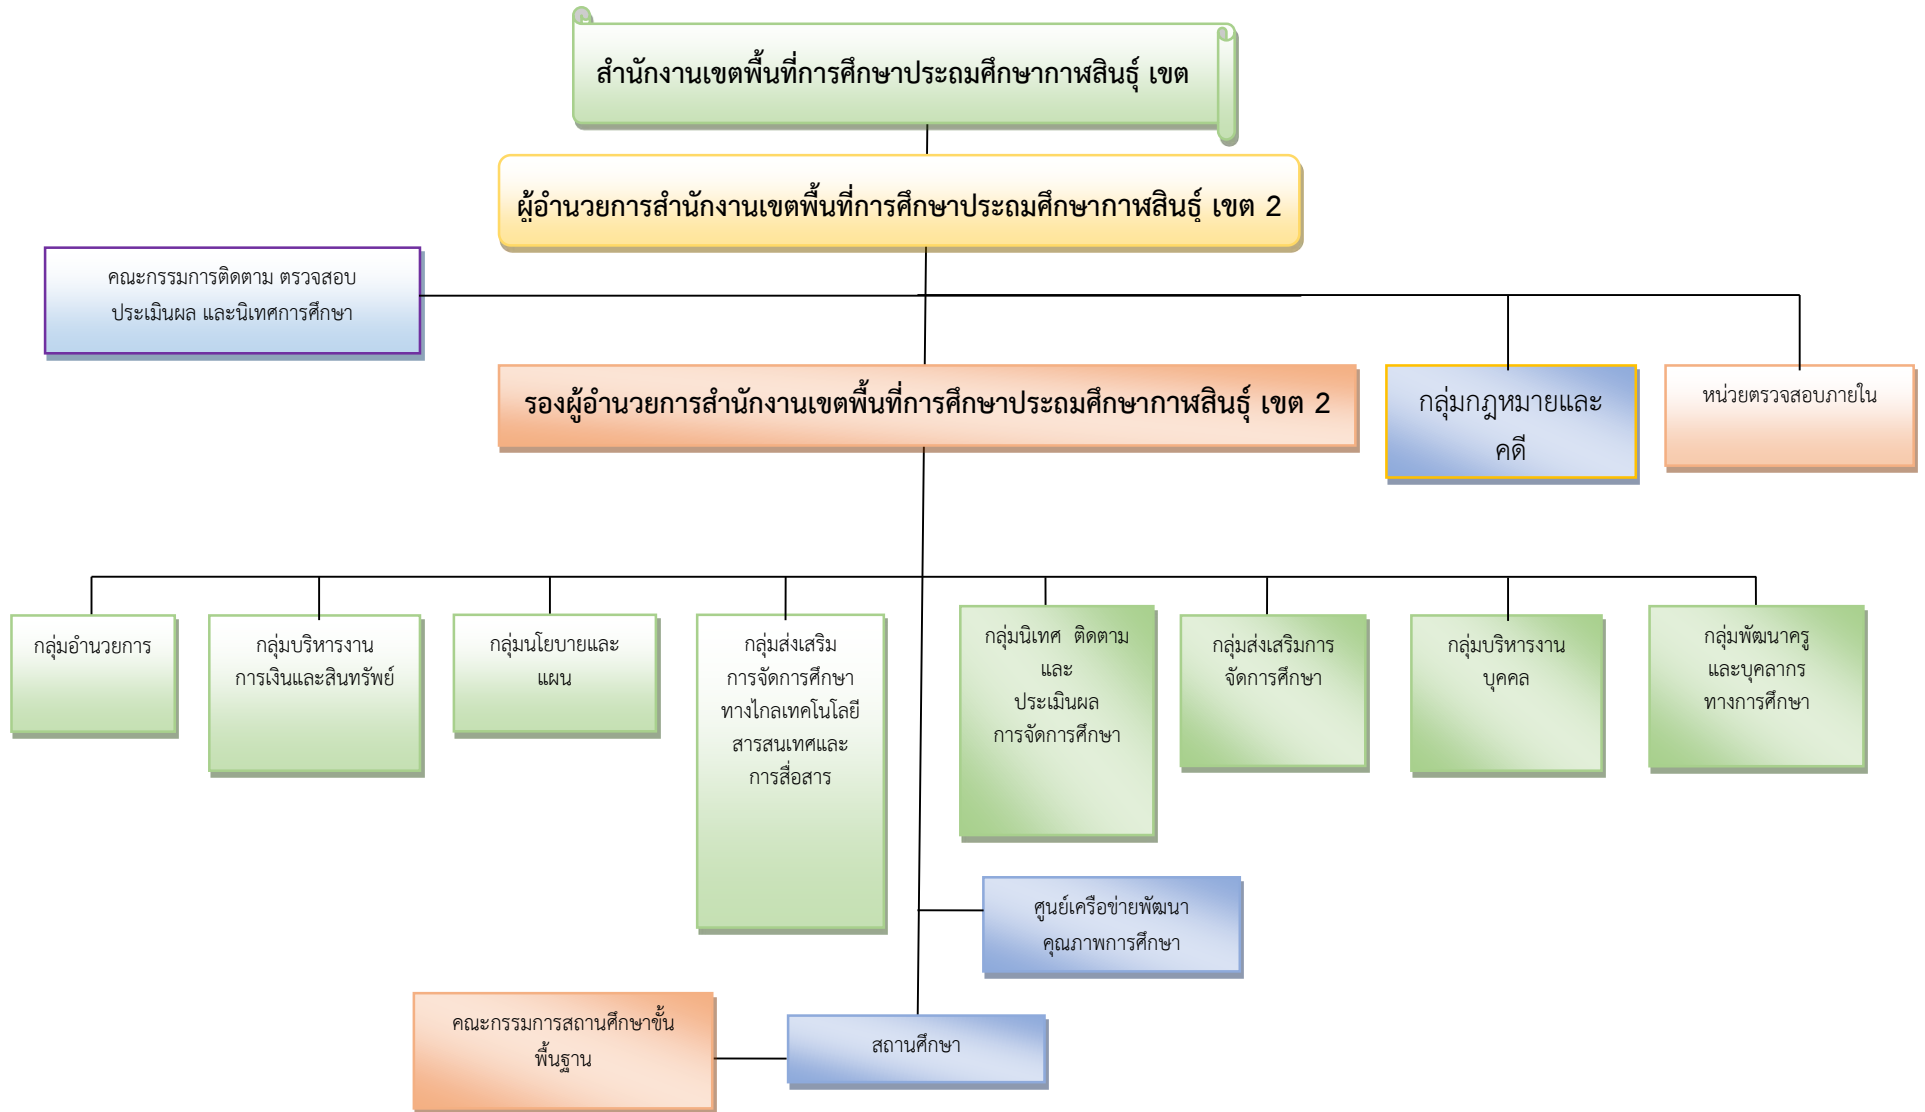 สำนักงานเขตพื้นที่การศึกษาประถมศึกษากาฬสินธุ์ เขต
ผู้อำนวยการสำนักงานเขตพื้นที่การศึกษาประถมศึกษากาฬสินธุ์ เขต 2
คณะกรรมการติดตาม ตรวจสอบ
ประเมินผล และนิเทศการศึกษา
รองผู้อำนวยการสำนักงานเขตพื้นที่การศึกษาประถมศึกษากาฬสินธุ์ เขต 2
กลุ่มกฎหมายและ
คดี
หน่วยตรวจสอบภายใน
กลุ่มอำนวยการ
กลุ่มบริหารงาน
การเงินและสินทรัพย์
กลุ่มนโยบายและ
แผน
กลุ่มส่งเสริม
การจัดการศึกษา
ทางไกลเทคโนโลยี
สารสนเทศและ
การสื่อสาร
กลุ่มนิเทศ ติดตาม
และ
ประเมินผล
การจัดการศึกษา
กลุ่มส่งเสริมการ
จัดการศึกษา
กลุ่มบริหารงาน
บุคคล
กลุ่มพัฒนาครู
และบุคลากร
ทางการศึกษา
ศูนย์เครือข่ายพัฒนา
คุณภาพการศึกษา
คณะกรรมการสถานศึกษาขั้น
พื้นฐาน
สถานศึกษา